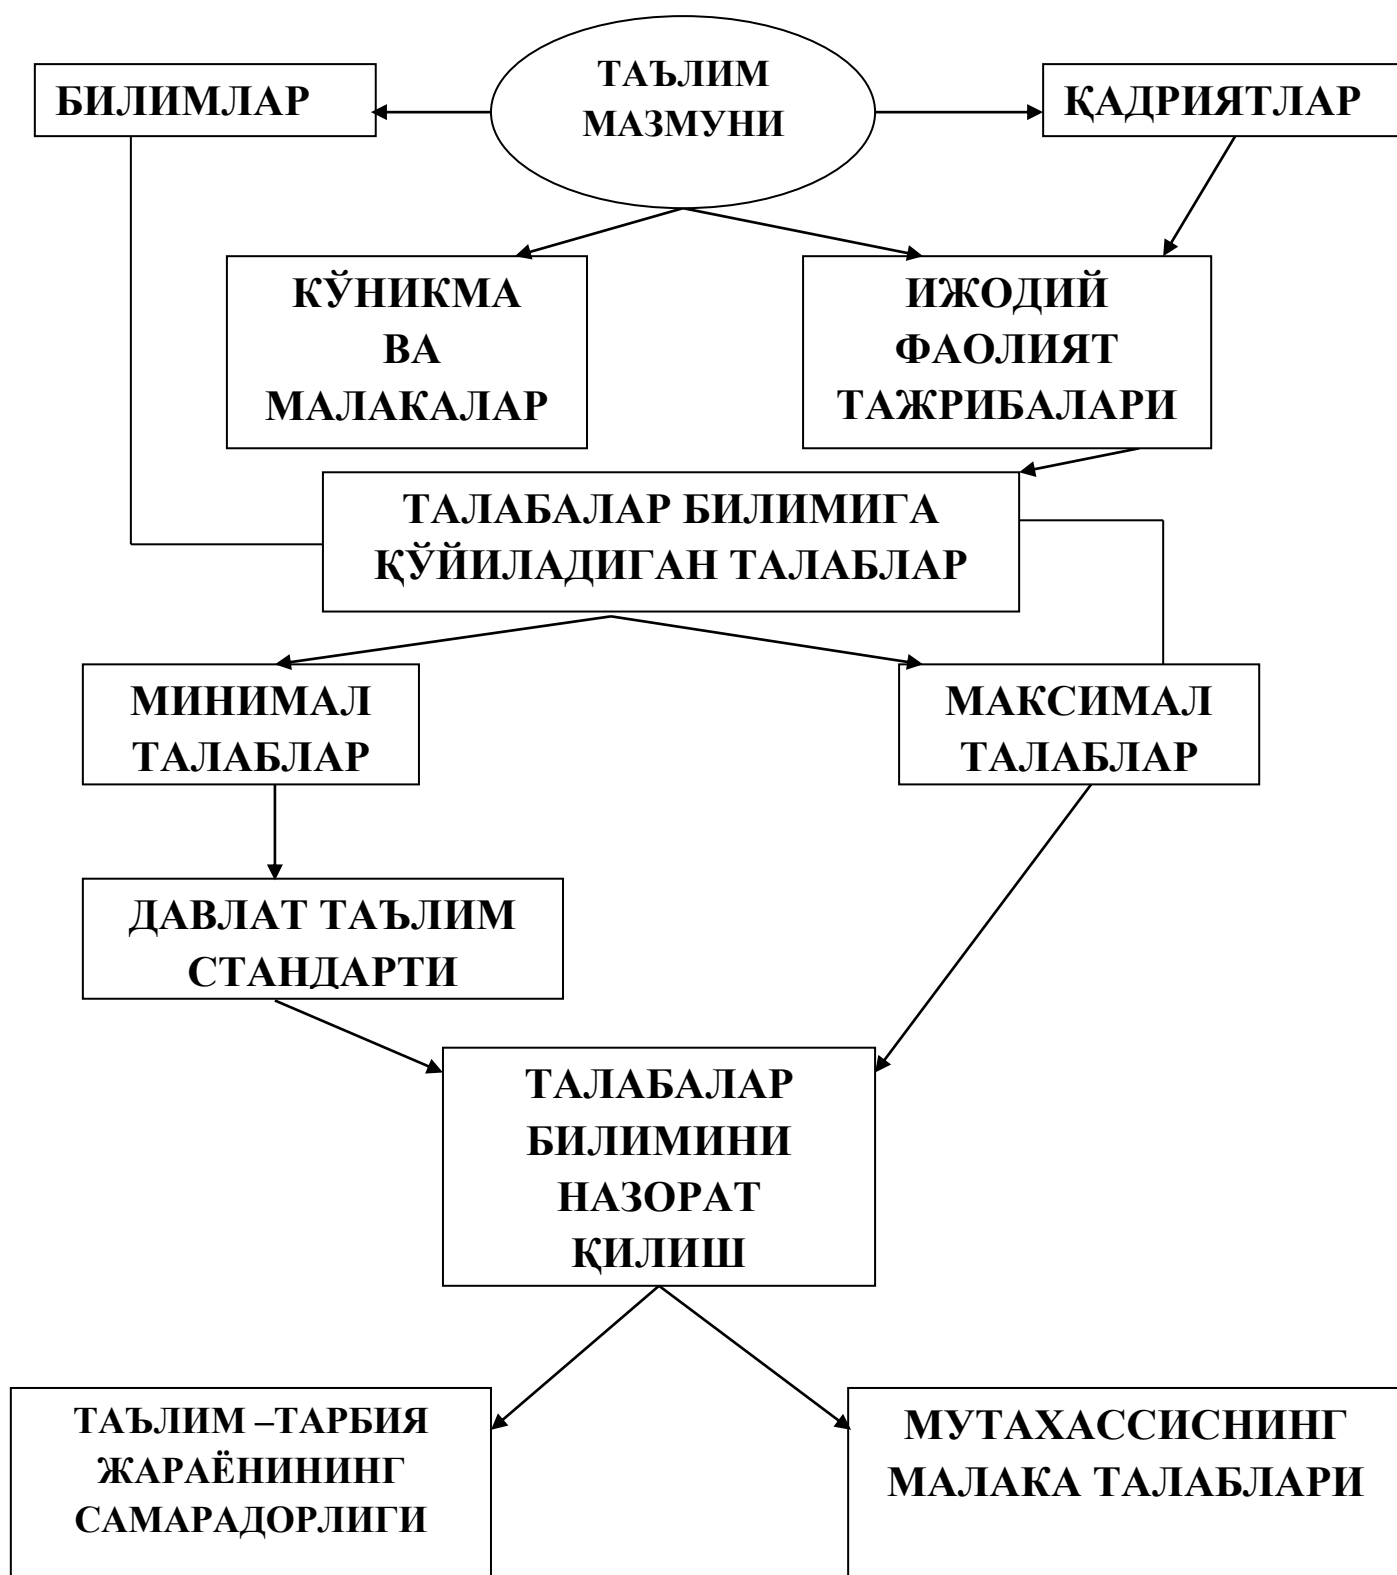 ТАЪЛИМ
МАЗМУНИ
БИЛИМЛАР
ҚАДРИЯТЛАР
КЎНИКМА
ВА
МАЛАКАЛАР
ИЖОДИЙ
ФАОЛИЯТ
ТАЖРИБАЛАРИ
ТАЛАБАЛАР БИЛИМИГА
ҚЎЙИЛАДИГАН ТАЛАБЛАР
МИНИМАЛ
ТАЛАБЛАР
МАКСИМАЛ
ТАЛАБЛАР
ДАВЛАТ ТАЪЛИМ
СТАНДАРТИ
ТАЛАБАЛАР
БИЛИМИНИ
НАЗОРАТ
ҚИЛИШ
ТАЪЛИМ –ТАРБИЯ
ЖАРАЁНИНИНГ
САМАРАДОРЛИГИ
МУТАХАССИСНИНГ
МАЛАКА ТАЛАБЛАРИ